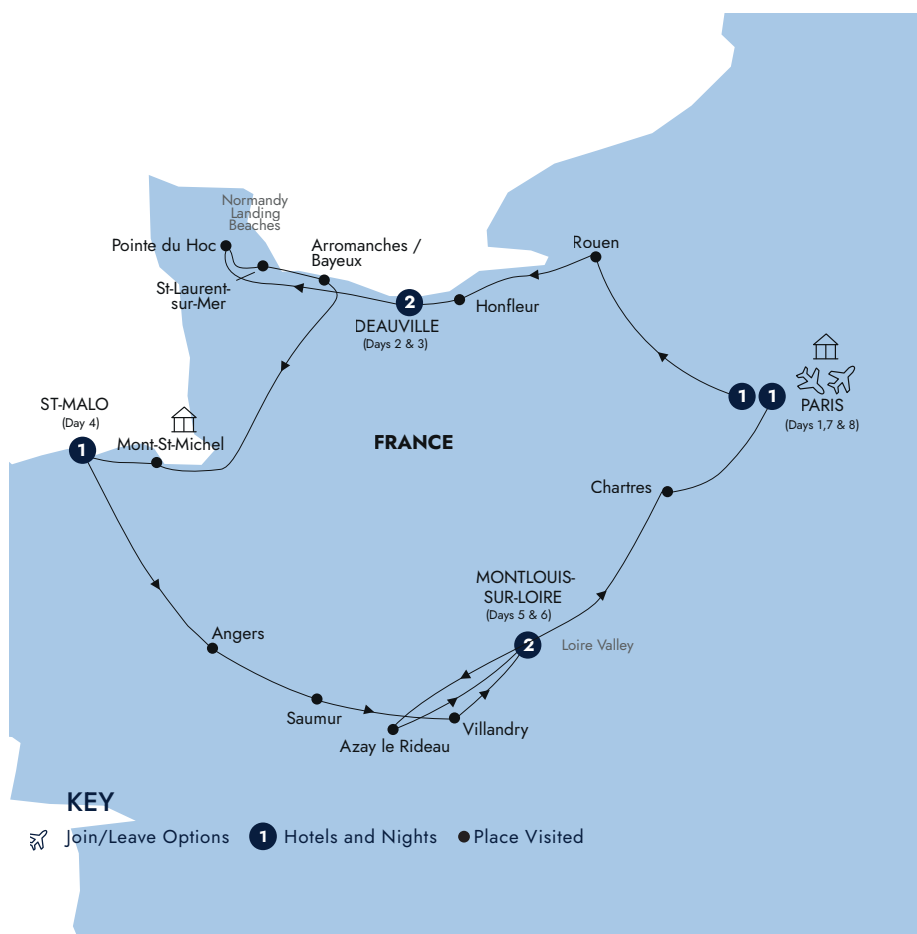 Normandy
Landing
Beaches
Pointe du Hoc
Arromanches /
Bayeux
Rouen
St-Laurent-
sur-Mer
2
Honfleur
DEAUVILLE
(Days 2 & 3)
1
1
PARIS
(Days 1,7 & 8)
ST-MALO
(Day 4)
1
Mont-St-Michel
FRANCE
Chartres
MONTLOUIS-
SUR-LOIRE
(Days 5 & 6)
2
Loire Valley
Angers
Saumur
Villandry
Azay le Rideau
KEY
Join/Leave Options
1
Hotels and Nights
Place Visited